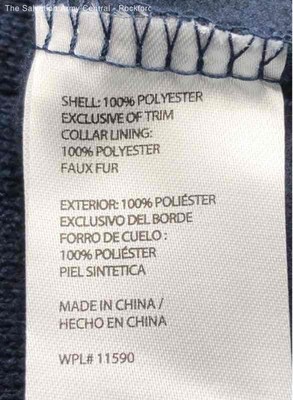 The Salvation Army Central - Rockford
SHELL: 100% POLYESTER
EXCLUSIVE OF TRIM
COLLAR LINING:
100% POLYESTER
FAUX FUR
EXTERIOR: 100% POLIÉSTER
EXCLUSIVO DEL BORDE
FORRO DE CUELO :
100% POLIÉSTER
PIEL SINTETICA
MADE IN CHINA /
HECHO EN CHINA
WPL# 11590